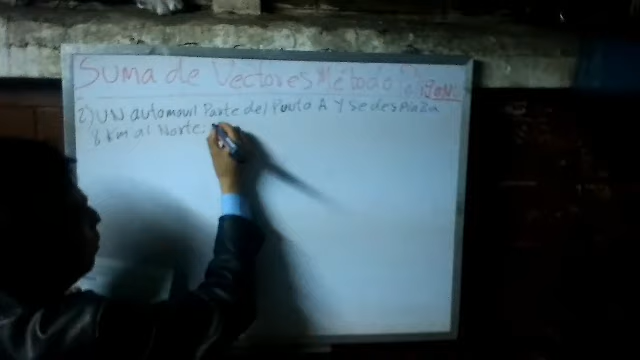 Suma de Vectores Método
2) UN automovil Parte del Punto A Y se desplaza
8 Km al Norte;